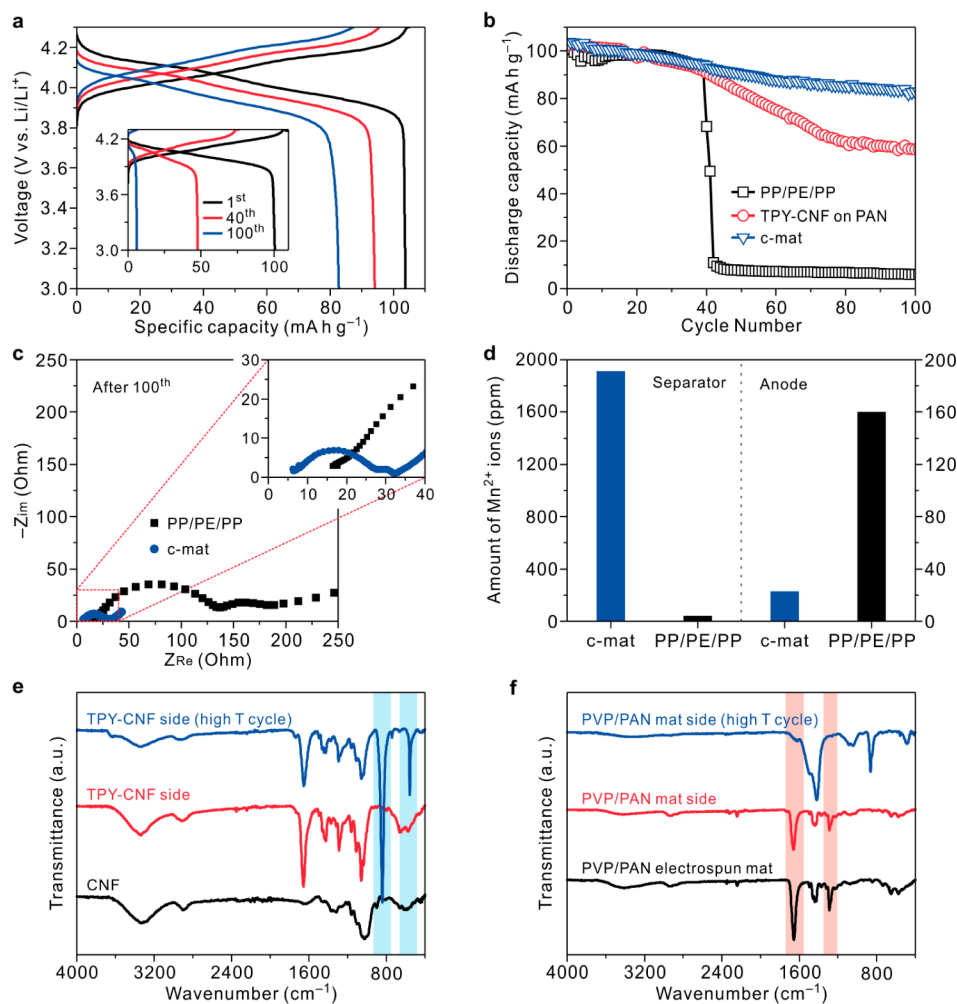 a
4.2
4.0
3.8
3.6
3.4
3.2
3.0
Voltage (V vs. Li/Li⁺)
0 20 40 60 80 100
Specific capacity (mA h g⁻¹)
4.2
3.6
3.0
0 50 100
1ˢᵗ
40ᵗʰ
100ᵗʰ
b
120
100
80
60
40
20
0
Discharge capacity (mA h g⁻¹)
0 20 40 60 80 100
Cycle Number
PP/PE/PP
TPY-CNF on PAN
c-mat
c
After 100ᵗʰ
250
200
150
100
50
0
−Zim (Ohm)
0 50 100 150 200 250
ZRe (Ohm)
PP/PE/PP
c-mat
30
25
20
15
10
5
0
0 10 20 30 40
d
2000
1600
1200
800
400
0
Amount of Mn²⁺ ions (ppm)
Separator Anode
200
160
120
80
40
0
c-mat PP/PE/PP c-mat PP/PE/PP
e
TPY-CNF side (high T cycle)
TPY-CNF side
CNF
Transmittance (a.u.)
4000 3200 2400 1600 800
Wavenumber (cm⁻¹)
f
PVP/PAN mat side (high T cycle)
PVP/PAN mat side
PVP/PAN electrospun mat
Transmittance (a.u.)
4000 3200 2400 1600 800
Wavenumber (cm⁻¹)